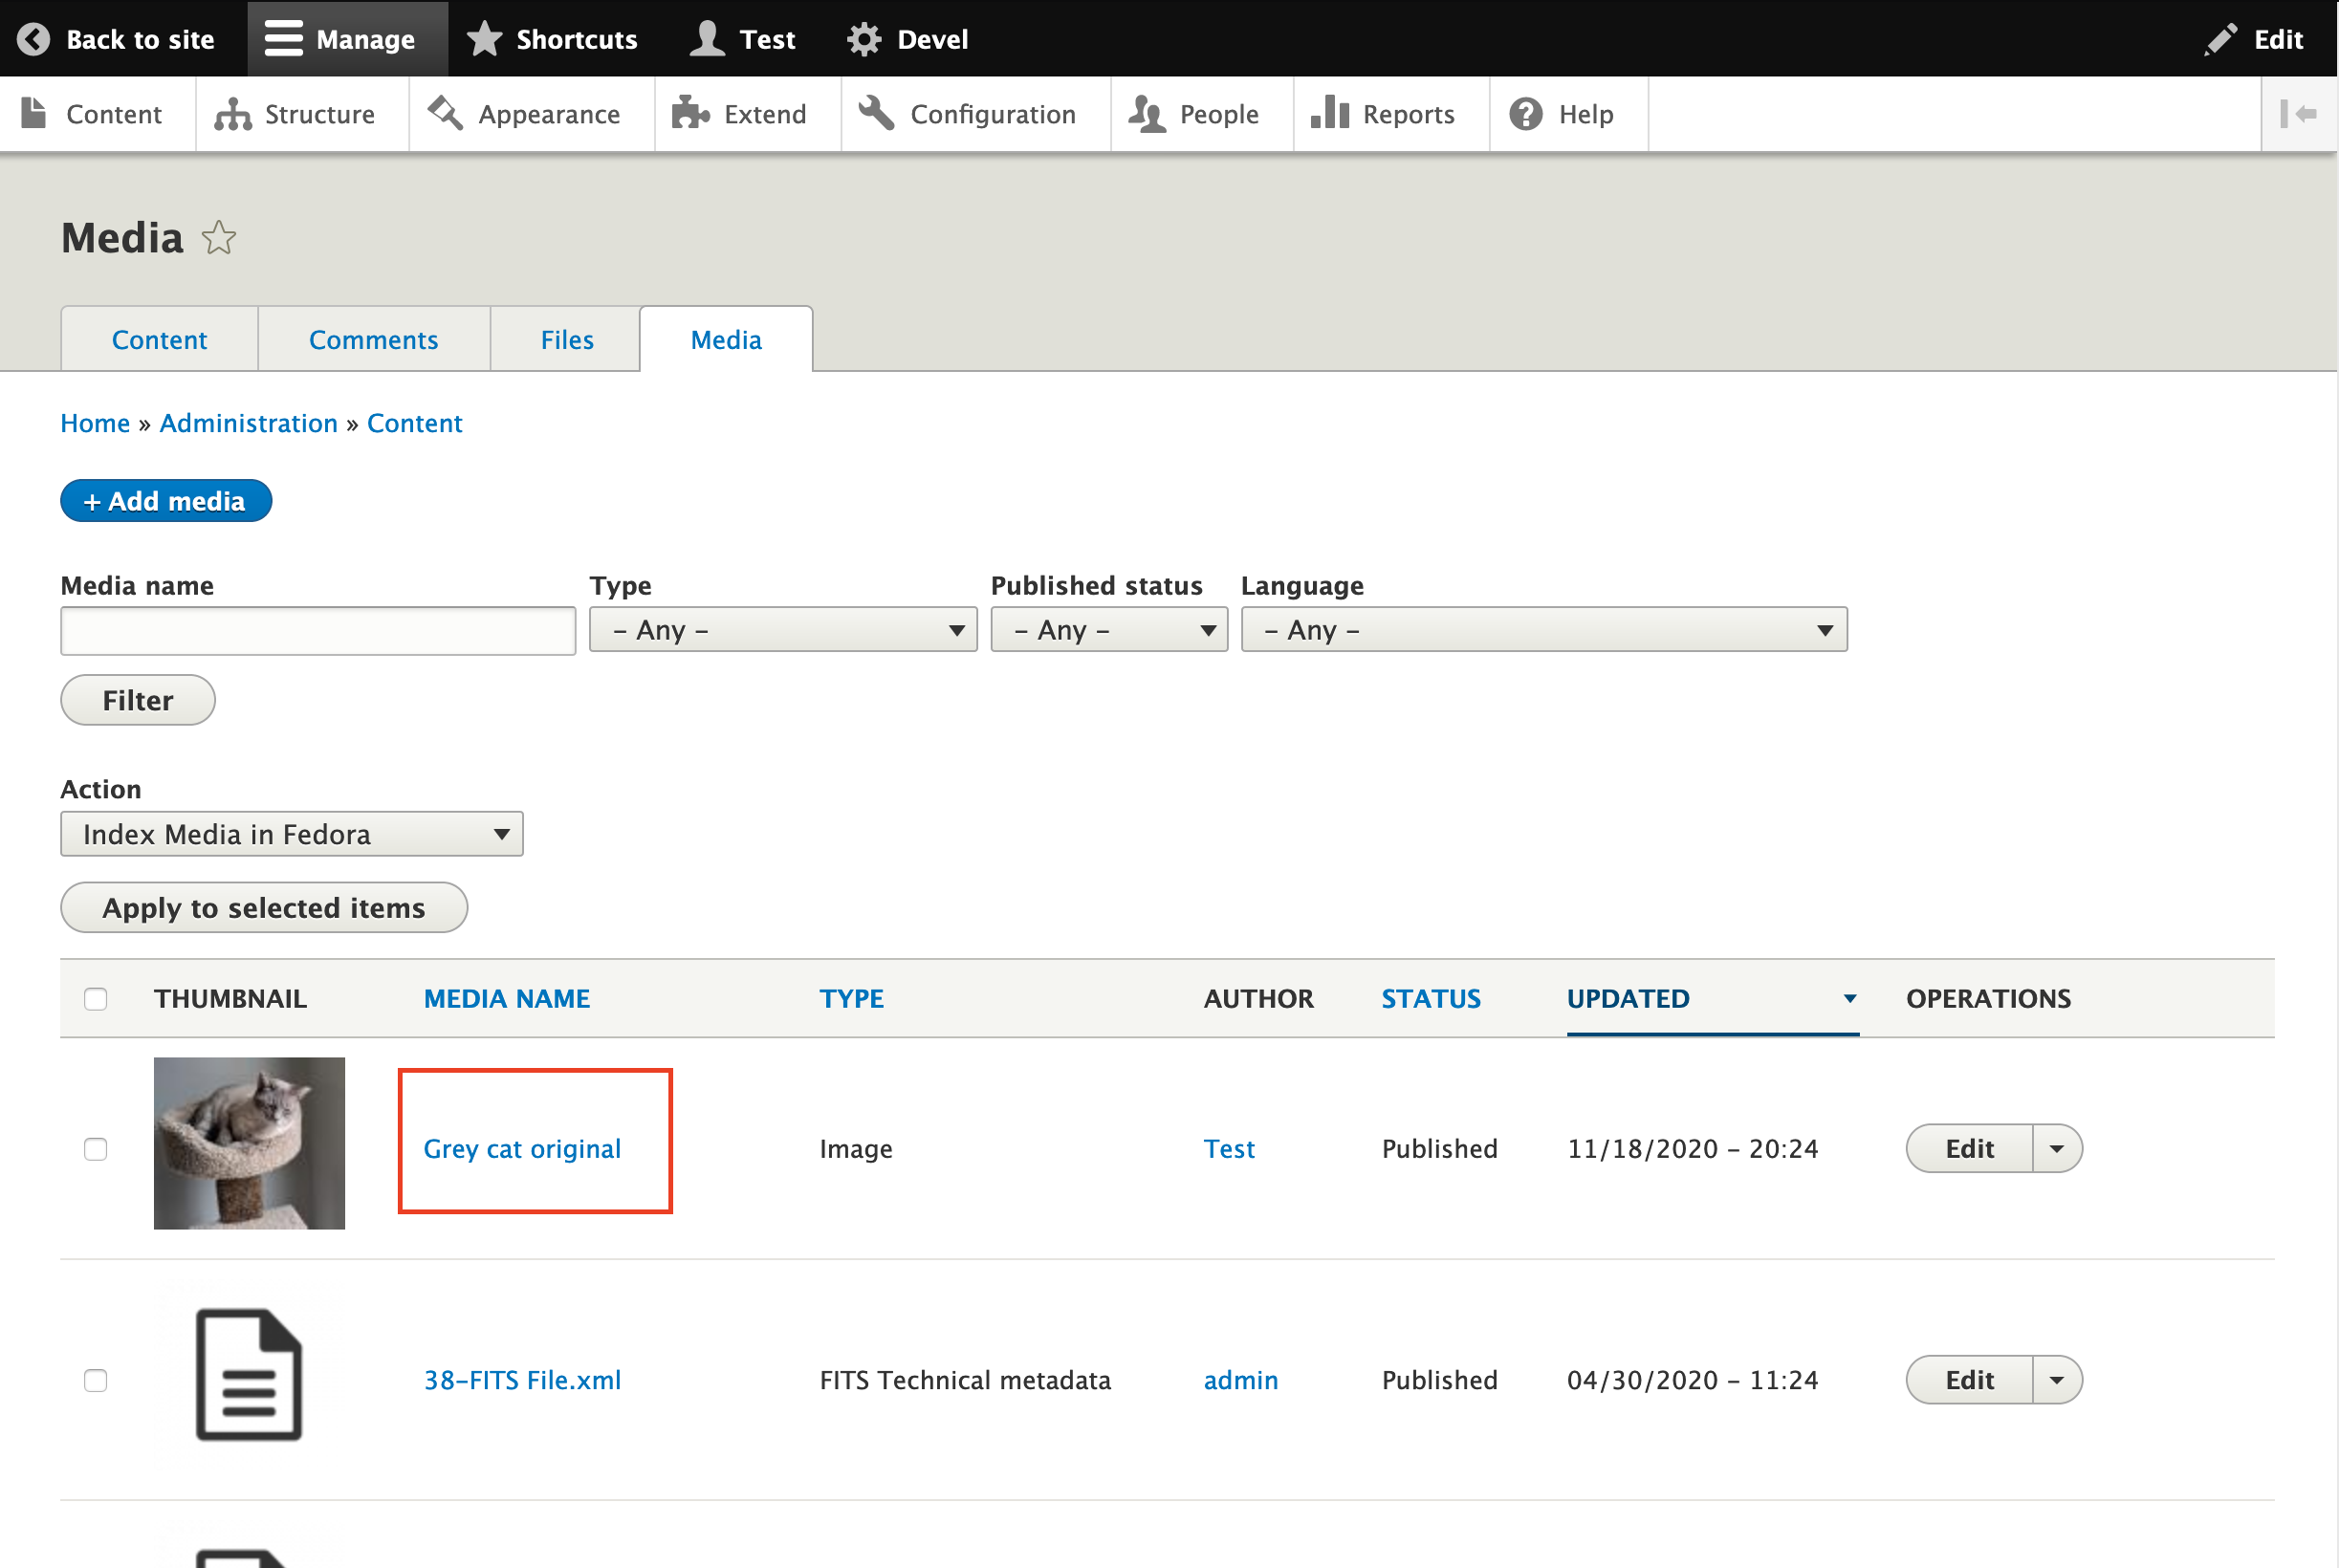 Back to site Manage Shortcuts Test Devel Edit
Content Structure Appearance Extend Configuration People Reports Help
Media
Content Comments Files Media
Home » Administration » Content
+ Add media
Media name Type Published status Language
– Any – – Any – – Any –
Filter
Action
Index Media in Fedora
Apply to selected items
THUMBNAIL MEDIA NAME TYPE AUTHOR STATUS UPDATED OPERATIONS
Grey cat original Image Test Published 11/18/2020 – 20:24 Edit
38-FITS File.xml FITS Technical metadata admin Published 04/30/2020 – 11:24 Edit